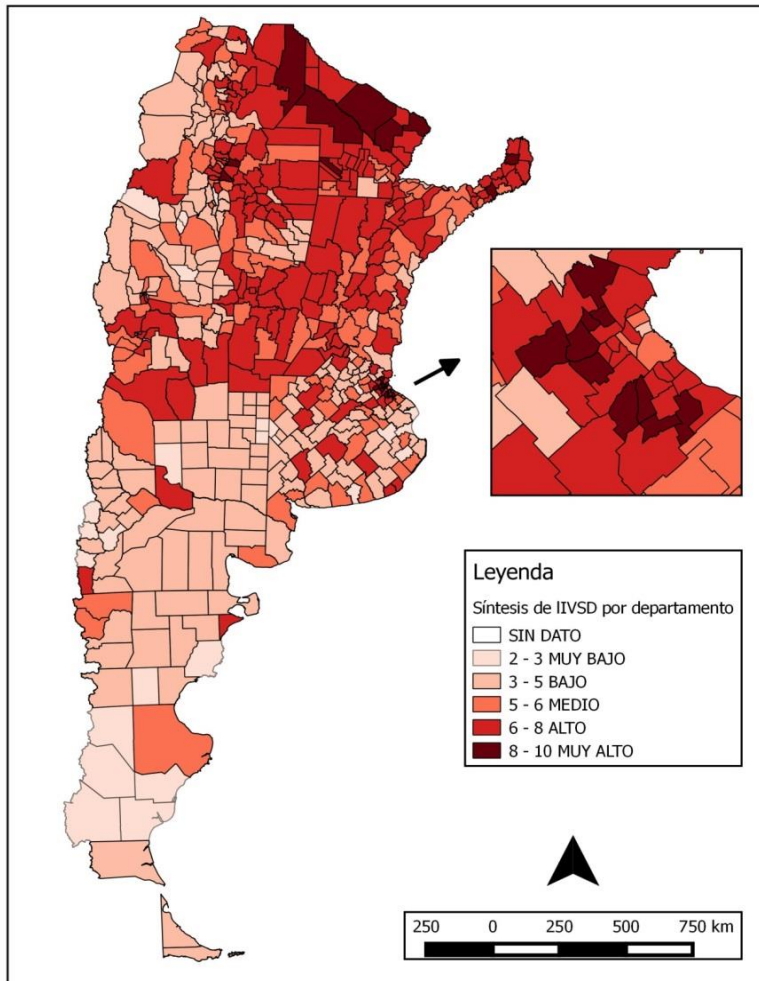 Leyenda
Síntesis de lIVSD por departamento
SIN DATO
2 - 3 MUY BAJO
3 - 5 BAJO
5 - 6 MEDIO
6 - 8 ALTO
8 - 10 MUY ALTO
250 0 250 500 750 km